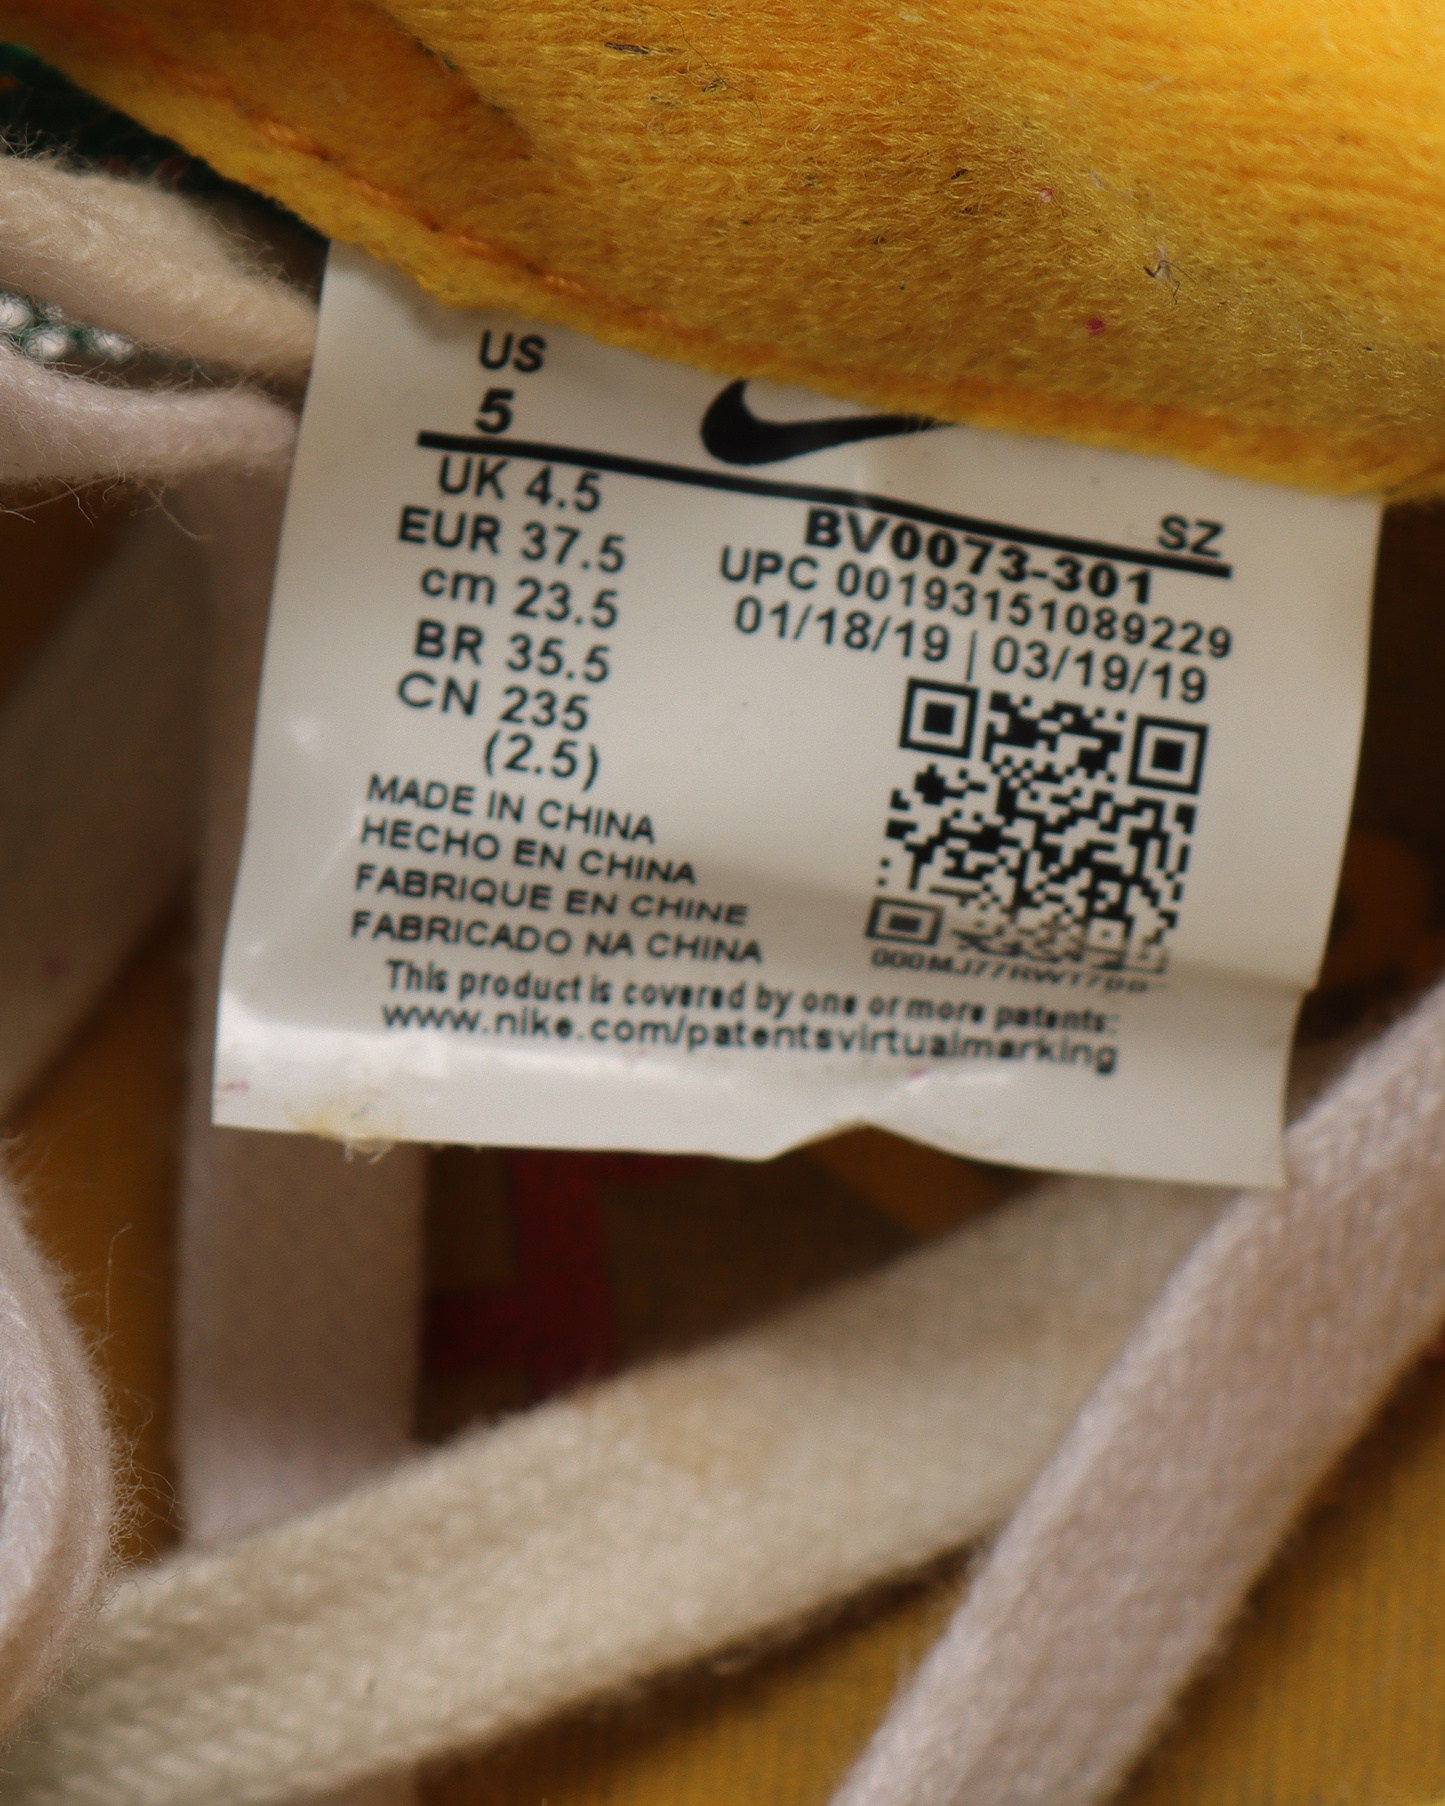 US
5
UK 4.5
EUR 37.5
cm 23.5
BR 35.5
CN 235
(2.5)
SZ
BV0073-301
UPC 00193151089229
01/18/19 | 03/19/19
MADE IN CHINA
HECHO EN CHINA
FABRIQUE EN CHINE
FABRICADO NA CHINA
This product is covered by one or more patents:
www.nike.com/patentsvirtualmarking